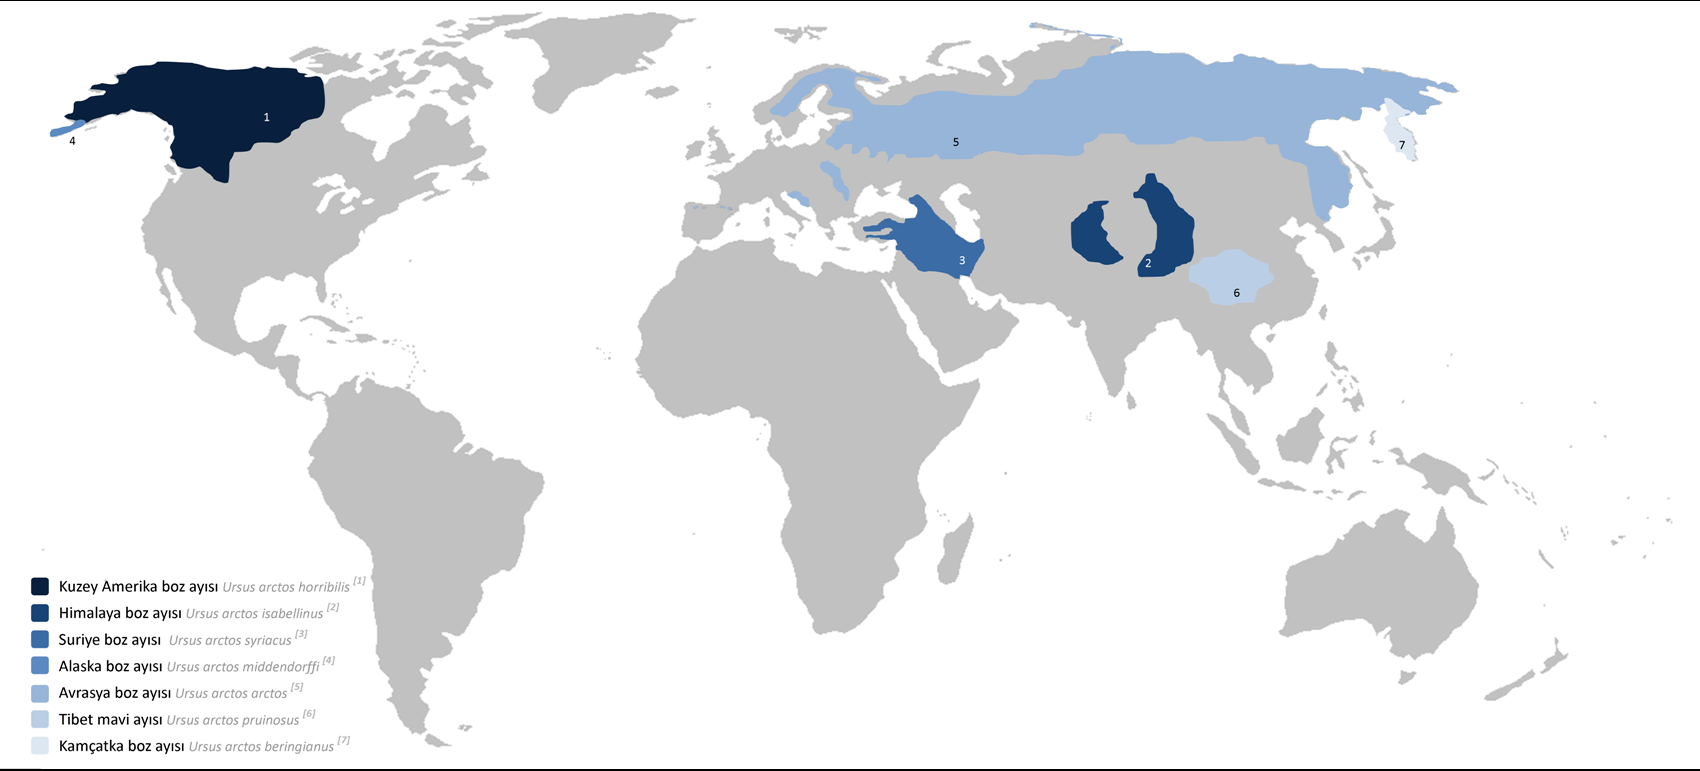 1
4
5
7
3
2
6
Kuzey Amerika boz ayısı Ursus arctos horribilis [1]
Himalaya boz ayısı Ursus arctos isabellinus [2]
Suriye boz ayısı Ursus arctos syriacus [3]
Alaska boz ayısı Ursus arctos middendorffi [4]
Avrasya boz ayısı Ursus arctos arctos [5]
Tibet mavi ayısı Ursus arctos pruinosus [6]
Kamçatka boz ayısı Ursus arctos beringianus [7]